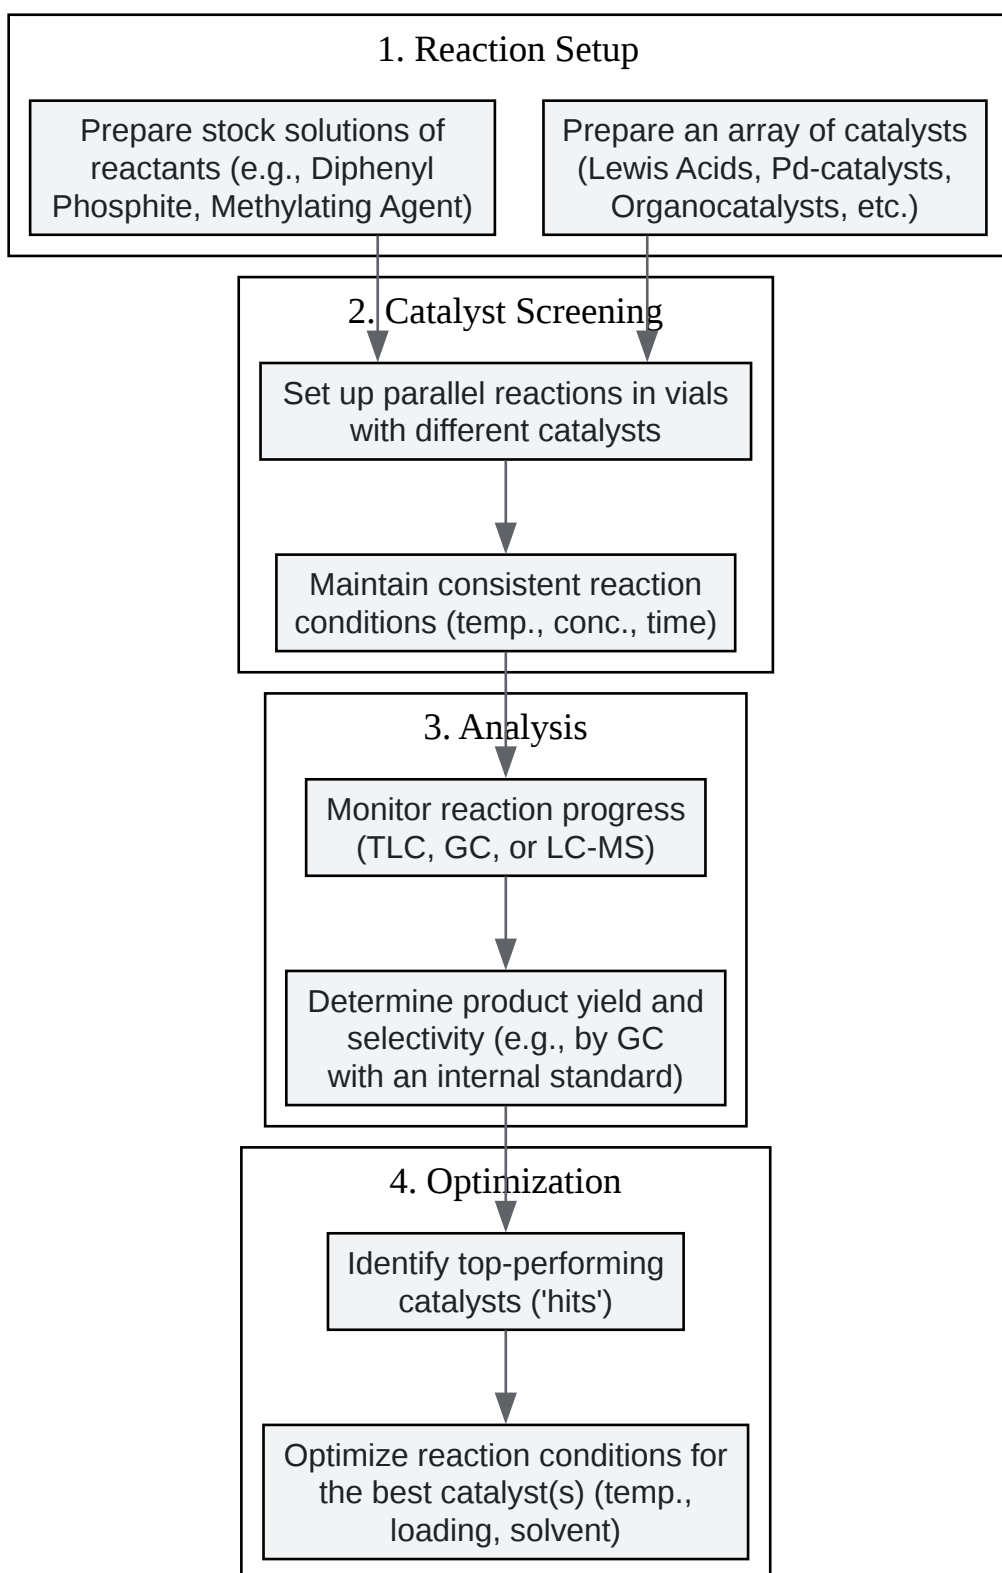 1. Reaction Setup
Prepare stock solutions of
reactants (e.g., Diphenyl
Phosphite, Methylating Agent)
Prepare an array of catalysts
(Lewis Acids, Pd-catalysts,
Organocatalysts, etc.)
2. Catalyst Screening
Set up parallel reactions in vials
with different catalysts
Maintain consistent reaction
conditions (temp., conc., time)
3. Analysis
Monitor reaction progress
(TLC, GC, or LC-MS)
Determine product yield and
selectivity (e.g., by GC
with an internal standard)
4. Optimization
Identify top-performing
catalysts ('hits')
Optimize reaction conditions for
the best catalyst(s) (temp.,
loading, solvent)